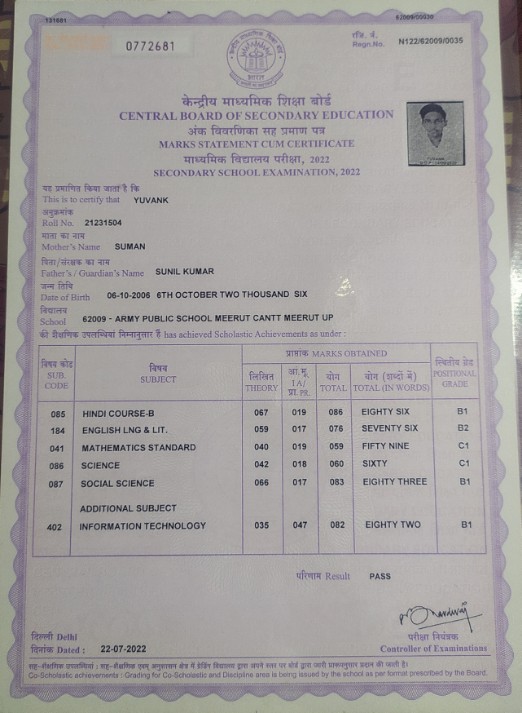 121681
62009/00030
0772681
रजि. सं.
Regn.No. N122/62009/0035
भारत
केन्द्रीय माध्यमिक शिक्षा बोर्ड
CENTRAL BOARD OF SECONDARY EDUCATION
अंक विवरणिका सह प्रमाण पत्र
MARKS STATEMENT CUM CERTIFICATE
माध्यमिक विद्यालय परीक्षा, 2022
SECONDARY SCHOOL EXAMINATION, 2022
यह प्रमाणित किया जाता है कि
This is to certify that YUVANK
अनुक्रमांक
Roll No. 21231504
माता का नाम
Mother's Name SUMAN
पिता/संरक्षक का नाम
Father's / Guardian's Name SUNIL KUMAR
जन्म तिथि
Date of Birth 06-10-2006 6TH OCTOBER TWO THOUSAND SIX
विद्यालय
School 62009 - ARMY PUBLIC SCHOOL MEERUT CANTT MEERUT UP
की शैक्षिक उपलब्धियां निम्नानुसार हैं has achieved Scholastic Achievements as under :
विषय कोड SUB. CODE
विषय SUBJECT
प्राप्तांक MARKS OBTAINED
स्थितीय ग्रेड POSITIONAL GRADE
लिखित THEORY
आं.मू. IA/ प्रा. PR.
योग TOTAL
योग (शब्दों में) TOTAL (IN WORDS)
085 HINDI COURSE-B 067 019 086 EIGHTY SIX B1
184 ENGLISH LNG & LIT. 059 017 076 SEVENTY SIX B2
041 MATHEMATICS STANDARD 040 019 059 FIFTY NINE C1
086 SCIENCE 042 018 060 SIXTY C1
087 SOCIAL SCIENCE 066 017 083 EIGHTY THREE B1
ADDITIONAL SUBJECT
402 INFORMATION TECHNOLOGY 035 047 082 EIGHTY TWO B1
परिणाम Result PASS
दिल्ली Delhi
दिनांक Dated : 22-07-2022
परीक्षा नियंत्रक
Controller of Examinations
Co-Scholastic achievements : Grading for Co-Scholastic and Discipline area is being issued by the school as per format prescribed by the Board.